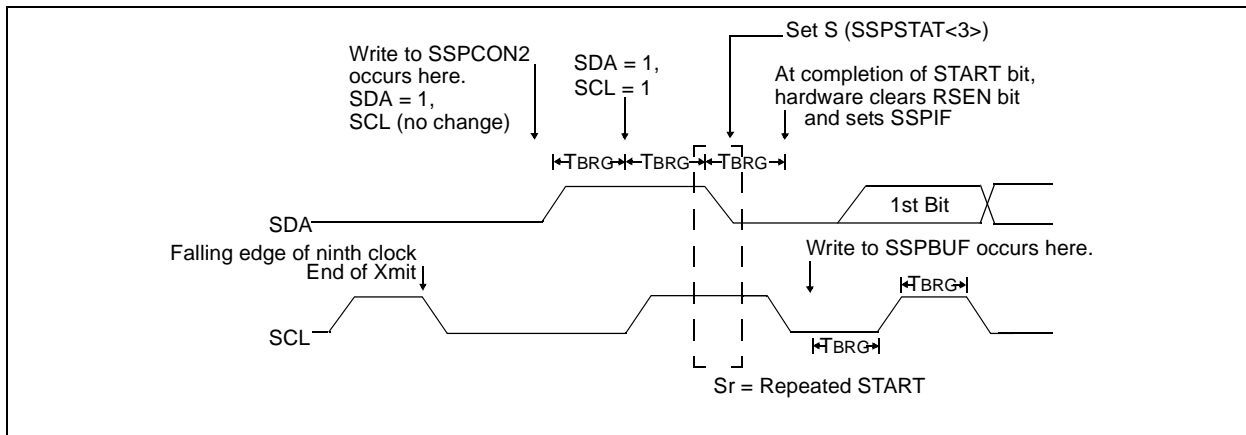 Set S (SSPSTAT<3>)
Write to SSPCON2
occurs here.
SDA = 1,
SCL (no change)
SDA = 1,
SCL = 1
At completion of START bit,
hardware clears RSEN bit
and sets SSPIF
TBRG
TBRG
TBRG
SDA
1st Bit
Falling edge of ninth clock
End of Xmit
Write to SSPBUF occurs here.
TBRG
SCL
TBRG
Sr = Repeated START